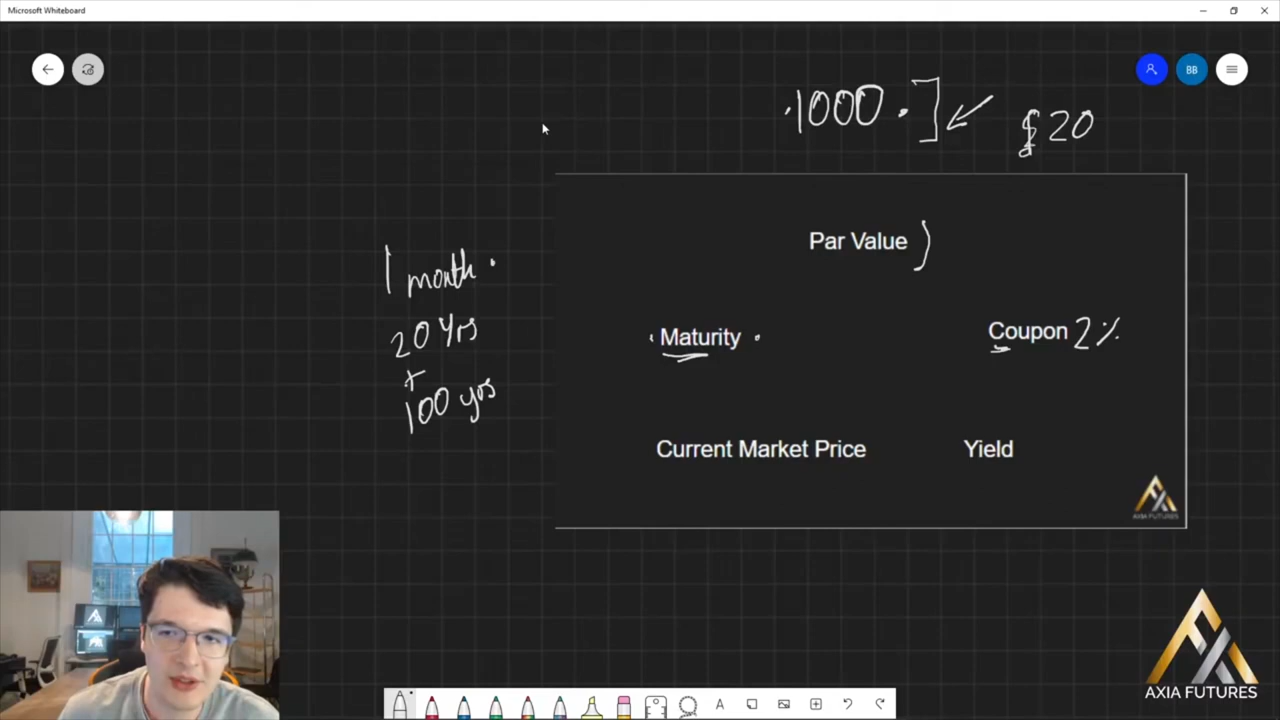 Microsoft Whiteboard
BB
.1000.]
$20
Par Value
1 month
20 Yrs
+
100 yrs
Maturity
Coupon 2%
Current Market Price
Yield
AXIA FUTURES
A
AXIA FUTURES